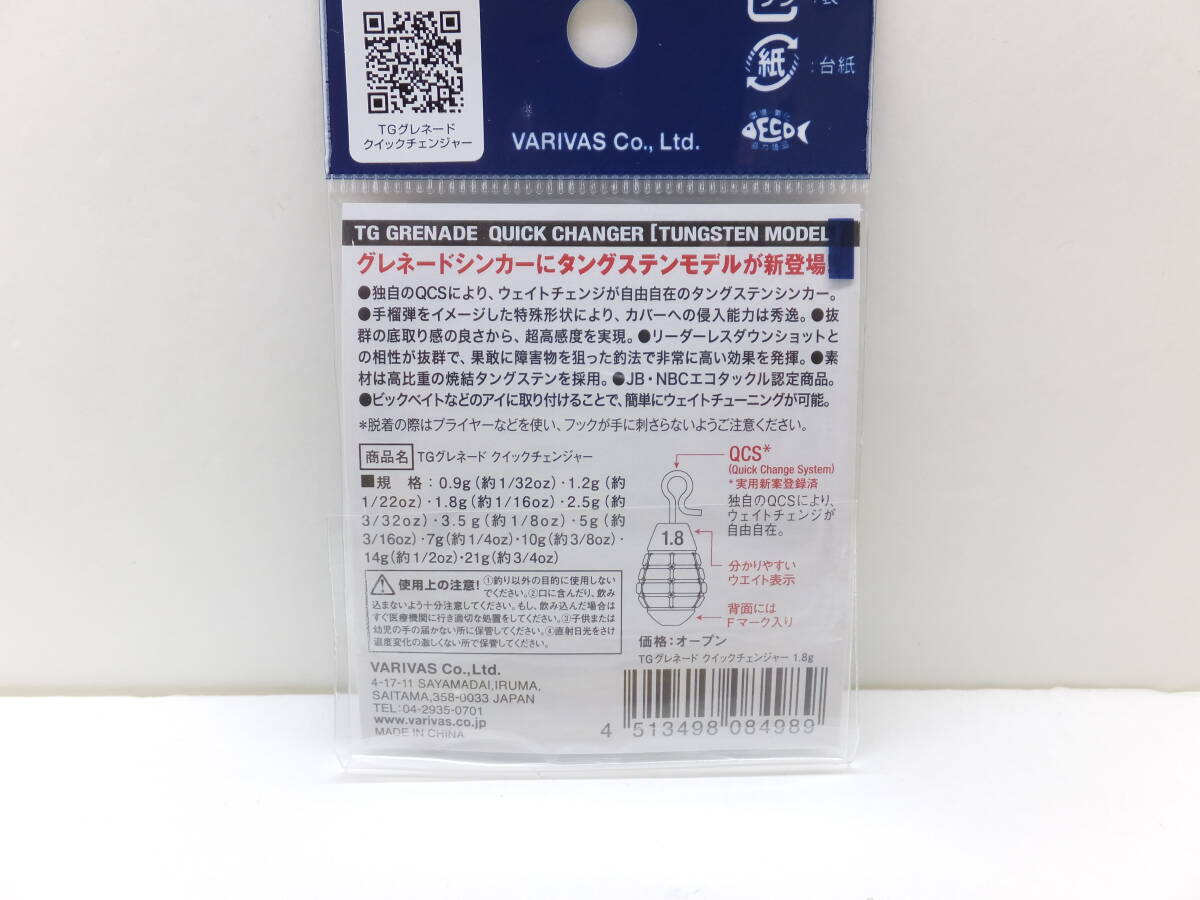 TGグレネード
クイックチェンジャー
VARIVAS Co., Ltd.
紙
:台紙
ECO
TG GRENADE QUICK CHANGER [TUNGSTEN MODEL
グレネードシンカーにタングステンモデルが新登場
●独自のQCSにより、ウェイトチェンジが自由自在のタングステンシンカー。
●手榴弾をイメージした特殊形状により、カバーへの侵入能力は秀逸。●抜
群の底取り感の良さから、超高感度を実現。●リーダーレスダウンショットと
の相性が抜群で、果敢に障害物を狙った釣法で非常に高い効果を発揮。●素
材は高比重の焼結タングステンを採用。●JB・NBCエコタックル認定商品。
●ビックベイトなどのアイに取り付けることで、簡単にウェイトチューニングが可能。
*脱着の際はプライヤーなどを使い、フックが手に刺さらないようご注意ください。
商品名 TGグレネード クイックチェンジャー
■規 格：0.9g(約1/32oz)・1.2g(約
1/22oz)・1.8g(約1/16oz)・2.5g(約
3/32oz)・3.5g(約1/8oz)・5g(約
3/16oz)・7g(約1/4oz)・10g(約3/8oz)・
14g(約1/2oz)・21g(約3/4oz)
使用上の注意! ①釣り以外の目的に使用しない
でください。②口に含んだり、飲み
込まないよう十分注意してください。もし、飲み込んだ場合は
すぐ医療機関に行き適切な処置をしてください。③子供または
幼児の手の届かない所に保管してください。④直射日光をさけ
温度変化の激しくない所で保管してください。
VARIVAS Co.,Ltd.
4-17-11 SAYAMADAI,IRUMA,
SAITAMA,358-0033 JAPAN
TEL:04-2935-0701
www.varivas.co.jp
MADE IN CHINA
QCS*
(Quick Change System)
*実用新案登録済
独自のQCSにより、
ウェイトチェンジが
自由自在。
1.8
分かりやすい
ウエイト表示
背面には
Fマーク入り
価格：オープン
TGグレネード クイックチェンジャー 1.8g
4 513498 084989